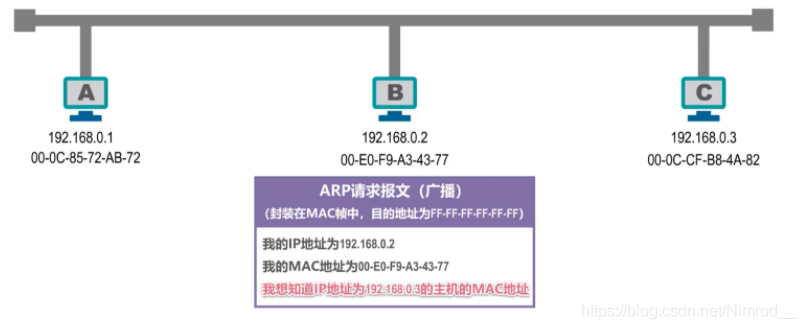 A
B
C
192.168.0.1
192.168.0.2
192.168.0.3
00-0C-85-72-AB-72
00-E0-F9-A3-43-77
00-0C-CF-B8-4A-82
ARP请求报文（广播）
（封装在MAC帧中，目的地址为FF-FF-FF-FF-FF-FF）
我的IP地址为192.168.0.2
我的MAC地址为00-E0-F9-A3-43-77
我想知道IP地址为192.168.0.3的主机的MAC地址
https://blog.csdn.net/Nimrod__